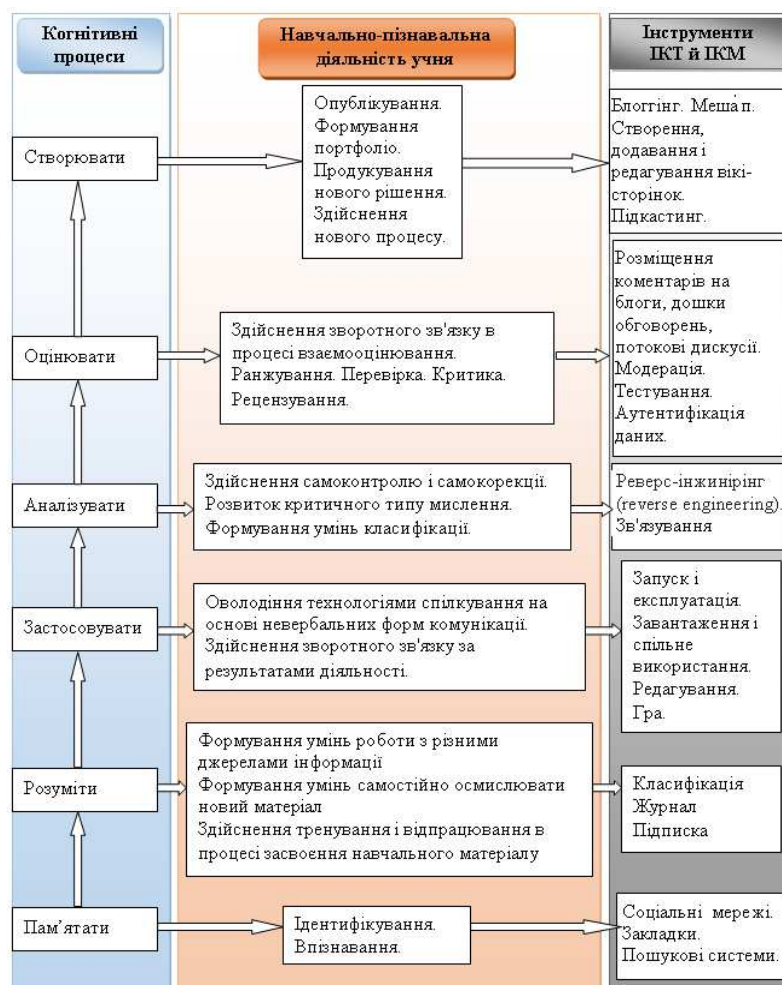 Когнітивні
процеси
Навчально-пізнавальна
діяльність учня
Інструменти
ІКТ й ІКМ
Створювати
Опублікування.
Формування
портфоліо.
Продукування
нового рішення.
Здійснення
нового процесу.
Блоггінг. Мешап.
Створення,
додавання і
редагування вікі-
сторінок.
Підкастинг.
Оцінювати
Здійснення зворотного зв'язку в
процесі взаємооцінювання.
Ранжування. Перевірка. Критика.
Рецензування.
Розміщення
коментарів на
блоги, дошки
обговорень,
потокові дискусії.
Модерація.
Тестування.
Аутентифікація
даних.
Аналізувати
Здійснення самоконтролю і самокорекції.
Розвиток критичного типу мислення.
Формування умінь класифікації.
Реверс-інжинірінг
(reverse engineering).
Зв'язування
Застосовувати
Оволодіння технологіями спілкування на
основі невербальних форм комунікації.
Здійснення зворотного зв'язку за
результатами діяльності.
Запуск і
експлуатація.
Завантаження і
спільне
використання.
Редагування.
Гра.
Розуміти
Формування умінь роботи з різними
джерелами інформації
Формування умінь самостійно осмислювати
новий матеріал
Здійснення тренування і відпрацювання в
процесі засвоєння навчального матеріалу
Класифікація
Журнал
Підписка
Пам’ятати
Ідентифікування.
Впізнавання.
Соціальні мережі.
Закладки.
Пошукові системи.